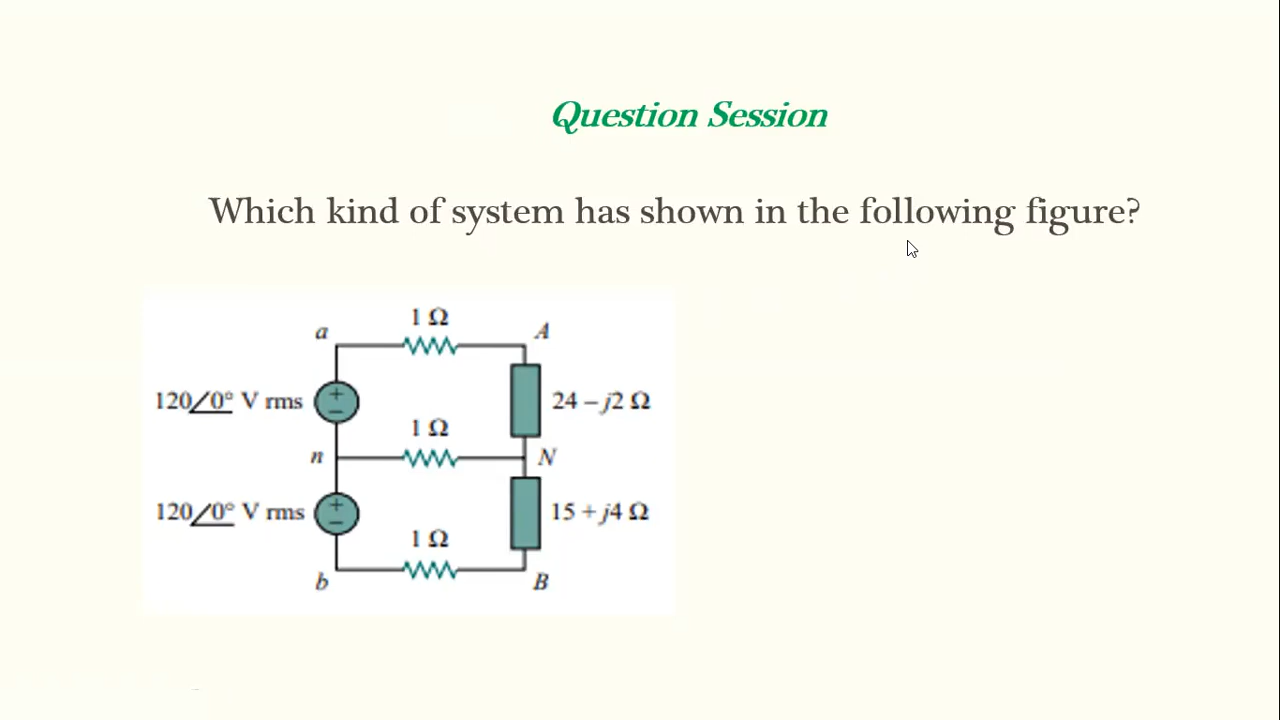 Question Session
Which kind of system has shown in the following figure?
1 Ω
a
A
120∠0° V rms
+
−
24 – j2 Ω
1 Ω
n
N
120∠0° V rms
+
−
15 + j4 Ω
1 Ω
b
B